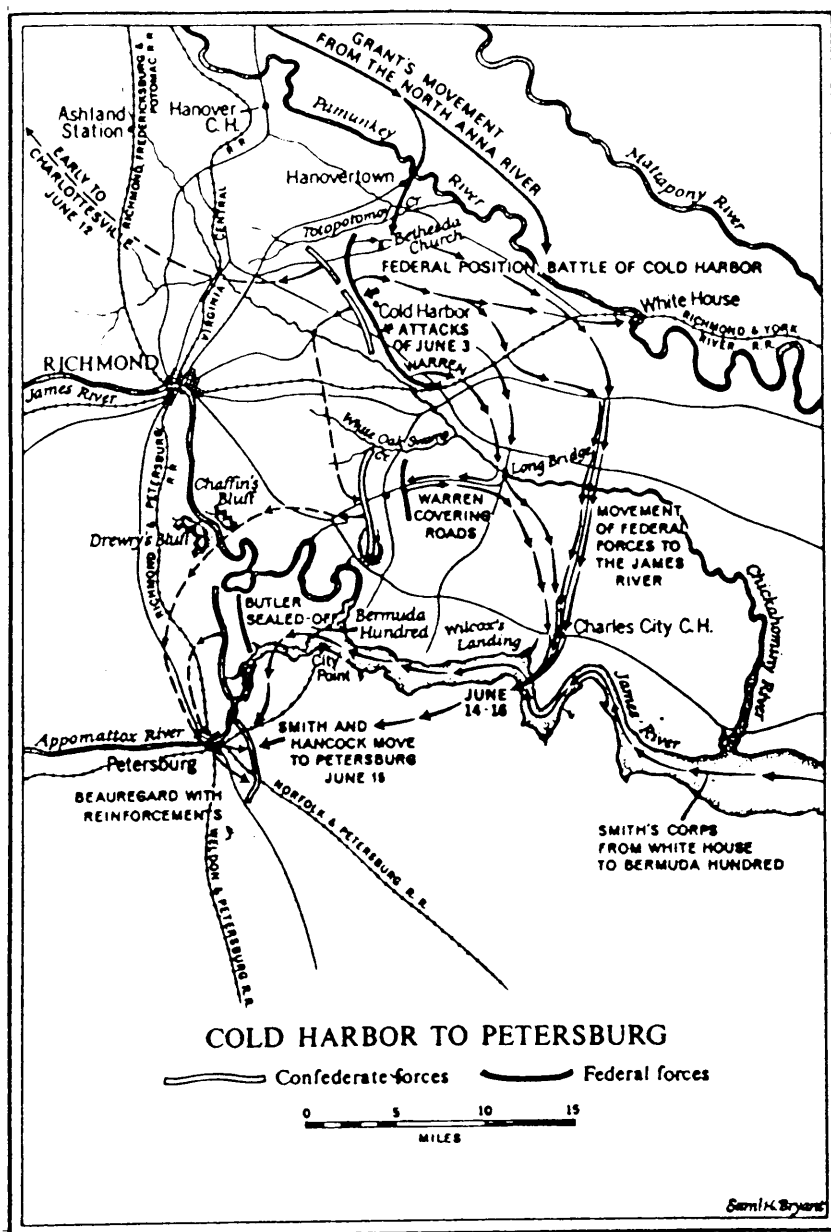 GRANT'S MOVEMENT
FROM THE NORTH ANNA RIVER
RICHMOND, FREDERICKSBURG &
POTOMAC R.R.
Ashland
Station
Hanover
C.H.
Pamunkey
River
Mattapony River
EARLY TO
CHARLOTTESVILLE
JUNE 12
VIRGINIA CENTRAL R.R.
Hanovertown
Totopotomoy Cr.
Bethesda
Church
FEDERAL POSITION, BATTLE OF COLD HARBOR
Cold Harbor
ATTACKS
OF JUNE 3
WARREN
White House
RICHMOND & YORK
RIVER R.R.
RICHMOND
James River
White Oak Swamp
Cr.
Long Bridge
RICHMOND & PETERSBURG
R.R.
Chaffin's
Bluff
Drewry's Bluff
WARREN
COVERING
ROADS
MOVEMENT
OF FEDERAL
FORCES TO
THE JAMES
RIVER
Chickahominy River
BUTLER
SEALED-OFF
Bermuda
Hundred
Wilcox's
Landing
Charles City C.H.
City
Point
JUNE
14-16
James
River
Appomattox River
Petersburg
SMITH AND
HANCOCK MOVE
TO PETERSBURG
JUNE 15
BEAUREGARD WITH
REINFORCEMENTS
NORFOLK & PETERSBURG R.R.
WELDON & PETERSBURG R.R.
SMITH'S CORPS
FROM WHITE HOUSE
TO BERMUDA HUNDRED
COLD HARBOR TO PETERSBURG
Confederate forces
Federal forces
0 5 10 15
MILES
Saml H. Bryant